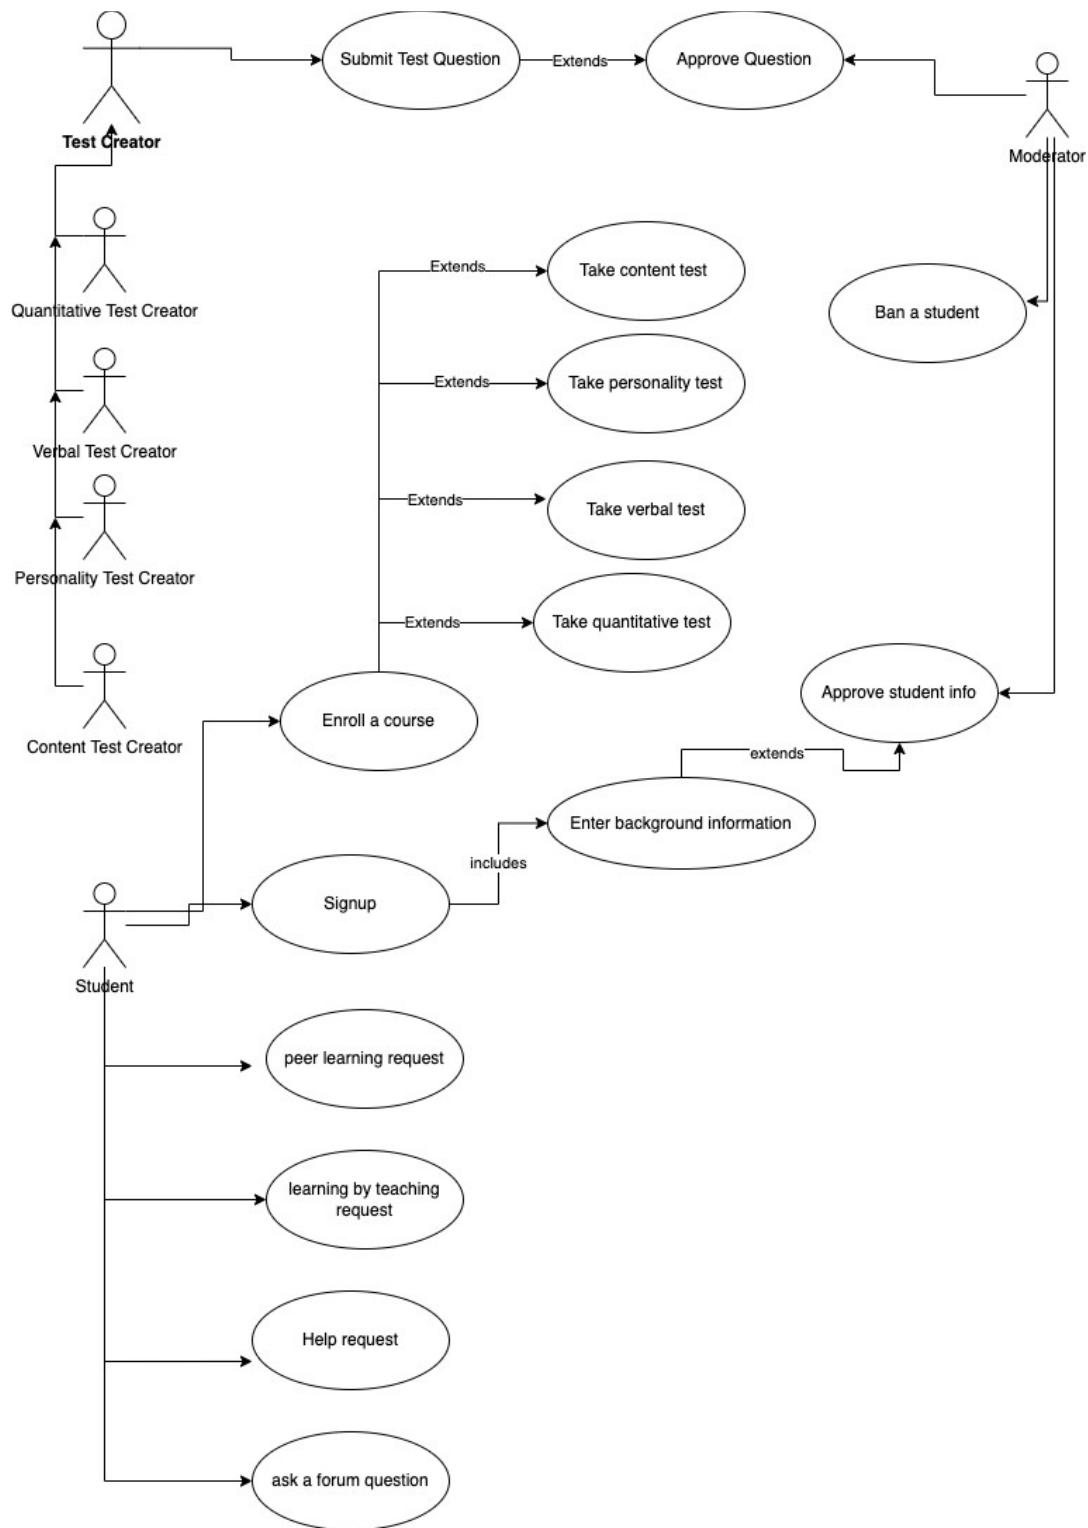 Submit Test Question
Extends
Approve Question
Test Creator
Moderator
Quantitative Test Creator
Extends
Take content test
Ban a student
Extends
Take personality test
Verbal Test Creator
Extends
Take verbal test
Personality Test Creator
Extends
Take quantitative test
Approve student info
Enroll a course
Content Test Creator
extends
Enter background information
includes
Signup
Student
peer learning request
learning by teaching
request
Help request
ask a forum question